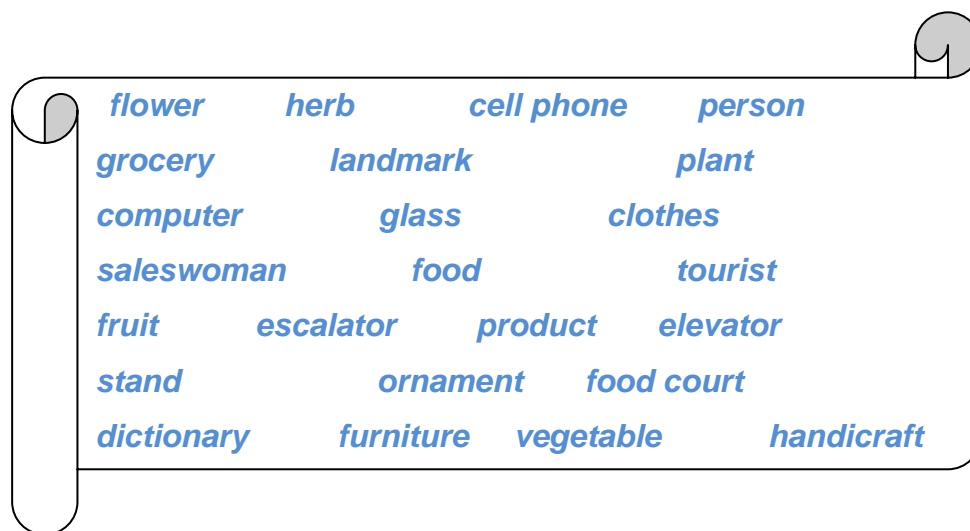 flower herb cell phone person
grocery landmark plant
computer glass clothes
saleswoman food tourist
fruit escalator product elevator
stand ornament food court
dictionary furniture vegetable handicraft